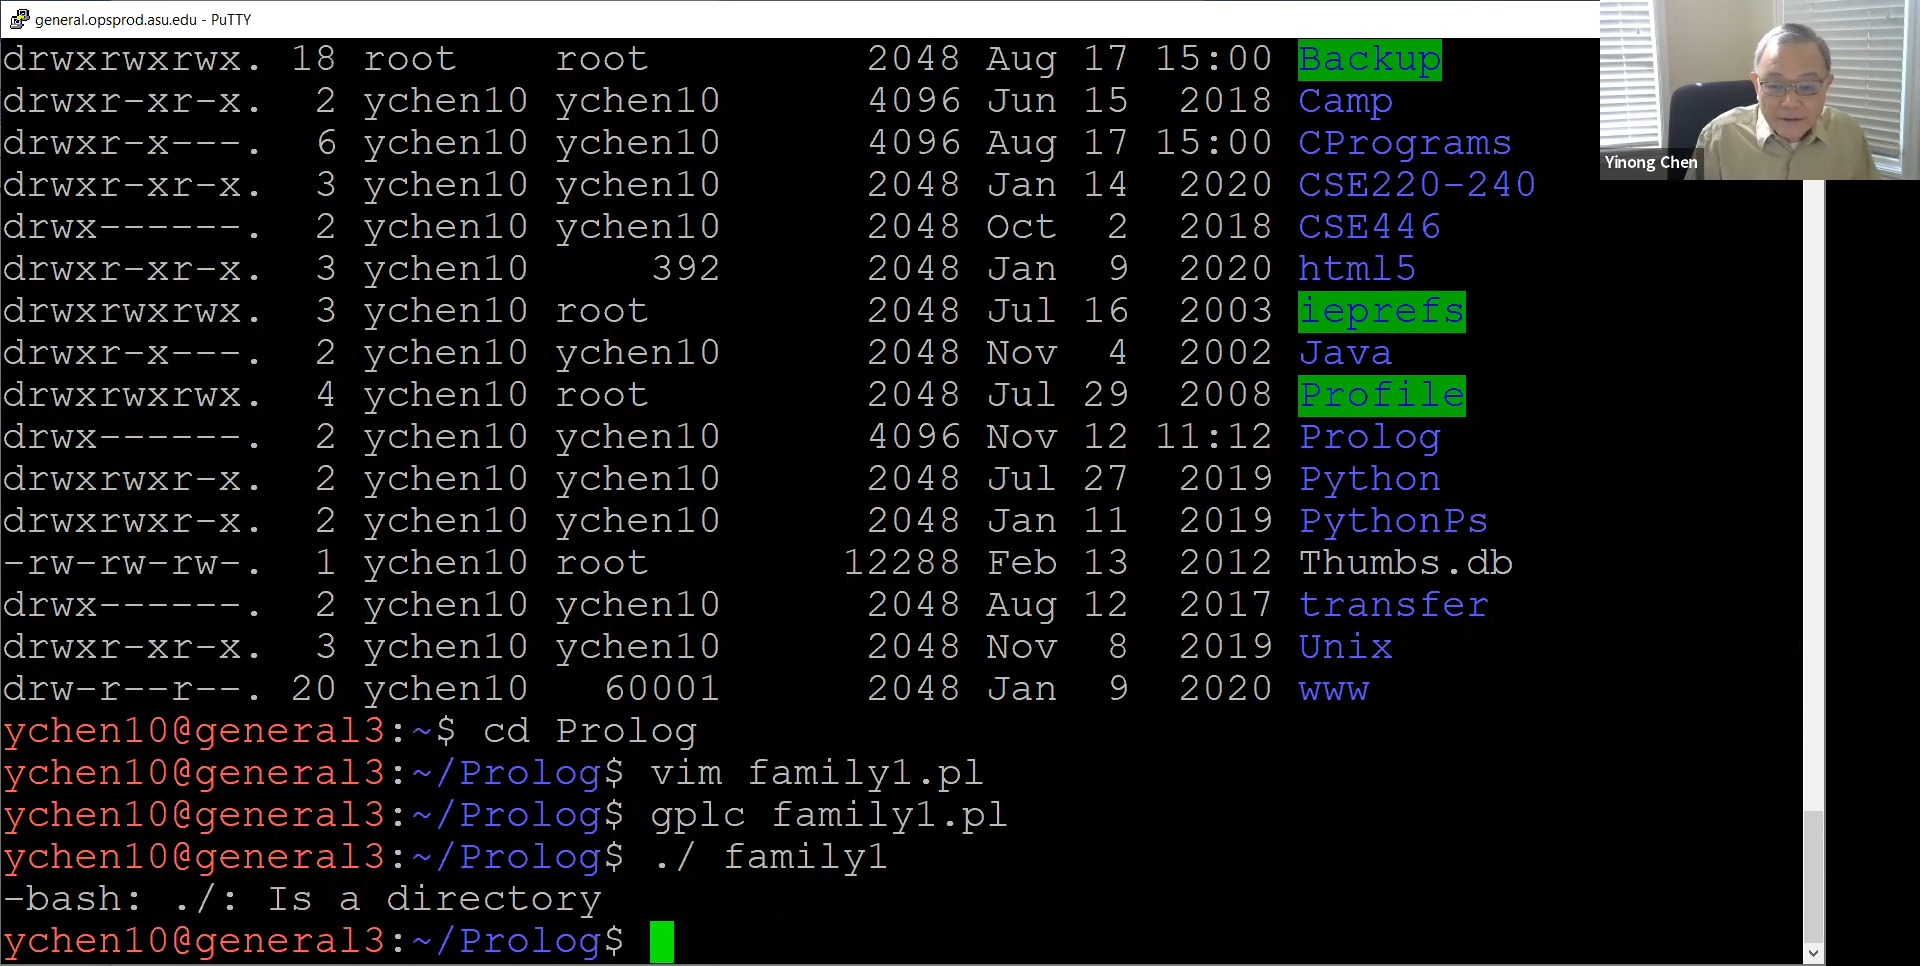 general.opsprod.asu.edu - PuTTY
drwxrwxrwx. 18 root root 2048 Aug 17 15:00 Backup
drwxr-xr-x. 2 ychen10 ychen10 4096 Jun 15 2018 Camp
drwxr-x---. 6 ychen10 ychen10 4096 Aug 17 15:00 CPrograms
drwxr-xr-x. 3 ychen10 ychen10 2048 Jan 14 2020 CSE220-240
drwx------. 2 ychen10 ychen10 2048 Oct 2 2018 CSE446
drwxr-xr-x. 3 ychen10 392 2048 Jan 9 2020 html5
drwxrwxrwx. 3 ychen10 root 2048 Jul 16 2003 ieprefs
drwxr-x---. 2 ychen10 ychen10 2048 Nov 4 2002 Java
drwxrwxrwx. 4 ychen10 root 2048 Jul 29 2008 Profile
drwx------. 2 ychen10 ychen10 4096 Nov 12 11:12 Prolog
drwxrwxr-x. 2 ychen10 ychen10 2048 Jul 27 2019 Python
drwxrwxr-x. 2 ychen10 ychen10 2048 Jan 11 2019 PythonPs
-rw-rw-rw-. 1 ychen10 root 12288 Feb 13 2012 Thumbs.db
drwx------. 2 ychen10 ychen10 2048 Aug 12 2017 transfer
drwxr-xr-x. 3 ychen10 ychen10 2048 Nov 8 2019 Unix
drw-r--r--. 20 ychen10 60001 2048 Jan 9 2020 www
ychen10@general3:~$ cd Prolog
ychen10@general3:~/Prolog$ vim family1.pl
ychen10@general3:~/Prolog$ gplc family1.pl
ychen10@general3:~/Prolog$ ./ family1
-bash: ./: Is a directory
ychen10@general3:~/Prolog$
Yinong Chen